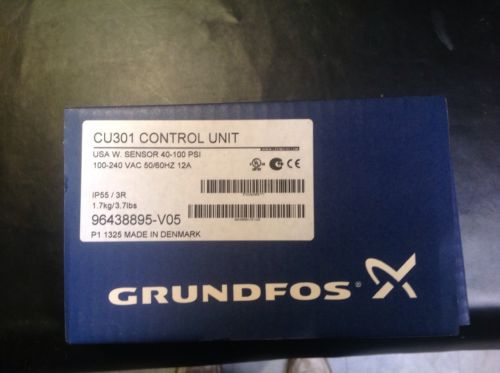 CU301 CONTROL UNIT
USA W. SENSOR 40-100 PSI
100-240 VAC 50/60HZ 12A
IP55 / 3R
1.7kg/3.7lbs
96438895-V05
P1 1325 MADE IN DENMARK
GRUNDFOS